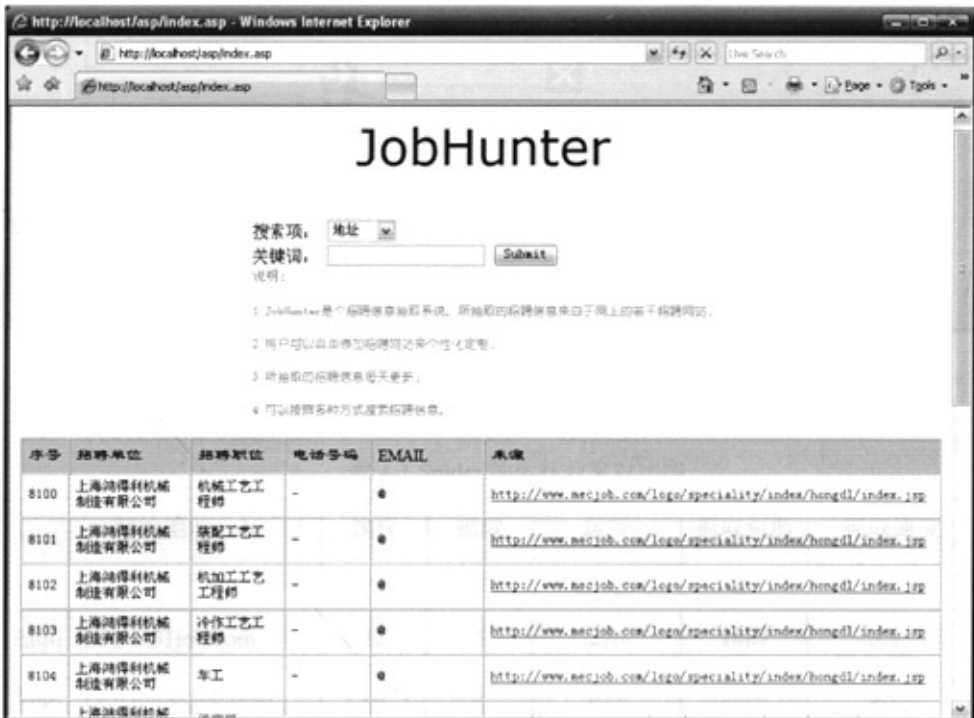 http://localhost/asp/index.asp - Windows Internet Explorer
http://localhost/asp/index.asp
Live Search
http://localhost/asp/index.asp
Page
Tools
JobHunter
搜索项： 地址
关键词： Submit
说明：
1 JobHunter是个招聘信息抽取系统，所抽取的招聘信息来自于网上的若干招聘网站。
2 用户可以自由添加招聘网站来个性化定制。
3 所抽取的招聘信息每天更新。
4 可以按照多种方式搜索招聘信息。
序号 招聘单位 招聘职位 电话号码 EMAIL 来源
8100 上海鸿得利机械制造有限公司 机械工艺工程师 - @ http://www.mecjob.com/logo/speciality/index/hongdl/index.jsp
8101 上海鸿得利机械制造有限公司 装配工艺工程师 - @ http://www.mecjob.com/logo/speciality/index/hongdl/index.jsp
8102 上海鸿得利机械制造有限公司 机加工工艺工程师 - @ http://www.mecjob.com/logo/speciality/index/hongdl/index.jsp
8103 上海鸿得利机械制造有限公司 冷作工艺工程师 - @ http://www.mecjob.com/logo/speciality/index/hongdl/index.jsp
8104 上海鸿得利机械制造有限公司 车工 - @ http://www.mecjob.com/logo/speciality/index/hongdl/index.jsp
上海鸿得利机械